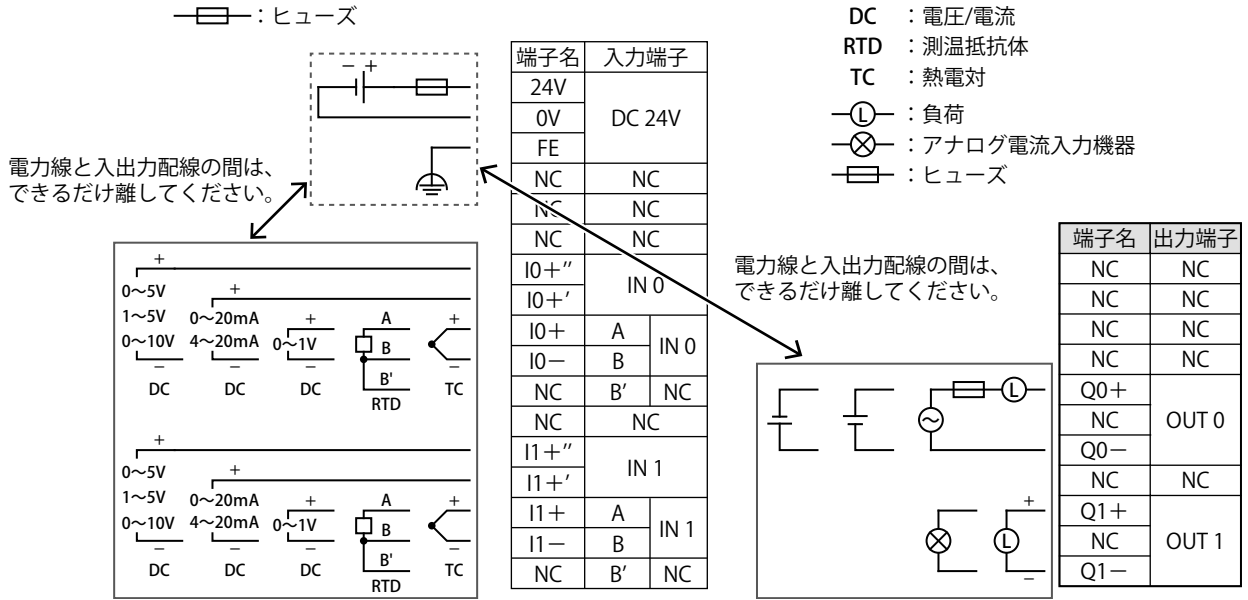 ：ヒューズ
端子名 入力端子
24V
0V DC 24V
FE
NC NC
NC NC
NC NC
I0＋''
I0＋' IN 0
I0＋ A
IN 0
I0－ B
NC B' NC
NC NC
I1＋''
I1＋' IN 1
I1＋ A
IN 1
I1－ B
NC B' NC
－ ＋
電力線と入出力配線の間は、
できるだけ離してください。
＋
0～5V
1～5V
0～10V
－
DC
＋
0～20mA
4～20mA
－
DC
＋
0～1V
－
DC
A
B
B'
RTD
＋
－
TC
＋
0～5V
1～5V
0～10V
－
DC
＋
0～20mA
4～20mA
－
DC
＋
0～1V
－
DC
A
B
B'
RTD
＋
－
TC
DC ：電圧/電流
RTD ：測温抵抗体
TC ：熱電対
L ：負荷
：アナログ電流入力機器
：ヒューズ
電力線と入出力配線の間は、
できるだけ離してください。
L
＋
L
－
端子名 出力端子
NC NC
NC NC
NC NC
NC NC
Q0＋
NC OUT 0
Q0－
NC NC
Q1＋
NC OUT 1
Q1－